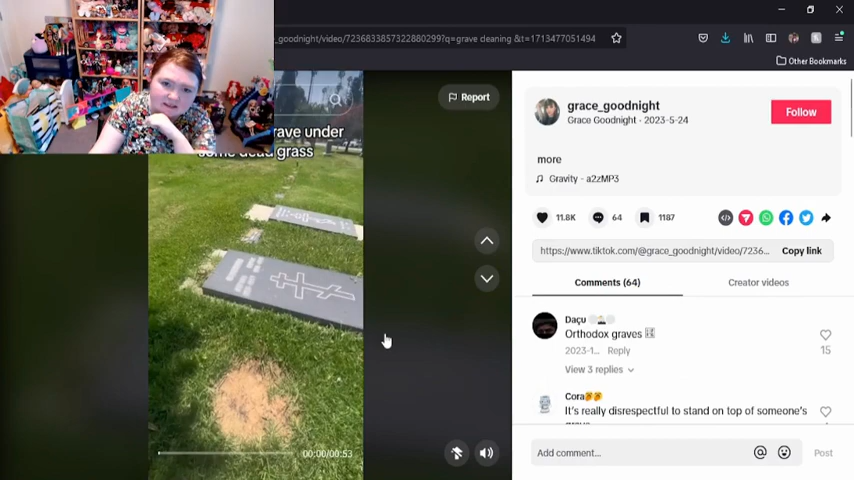 _goodnight/video/7236833857322880299?q=grave cleaning &t=1713477051494
Other Bookmarks
Report
rave under
some dead grass
00:00/00:53
grace_goodnight
Grace Goodnight · 2023-5-24
Follow
more
Gravity - a2zMP3
11.8K
64
1187
https://www.tiktok.com/@grace_goodnight/video/7236...
Copy link
Comments (64)
Creator videos
Daçu
Orthodox graves
15
2023-1... Reply
View 3 replies
Cora
It's really disrespectful to stand on top of someone's
Add comment...
Post